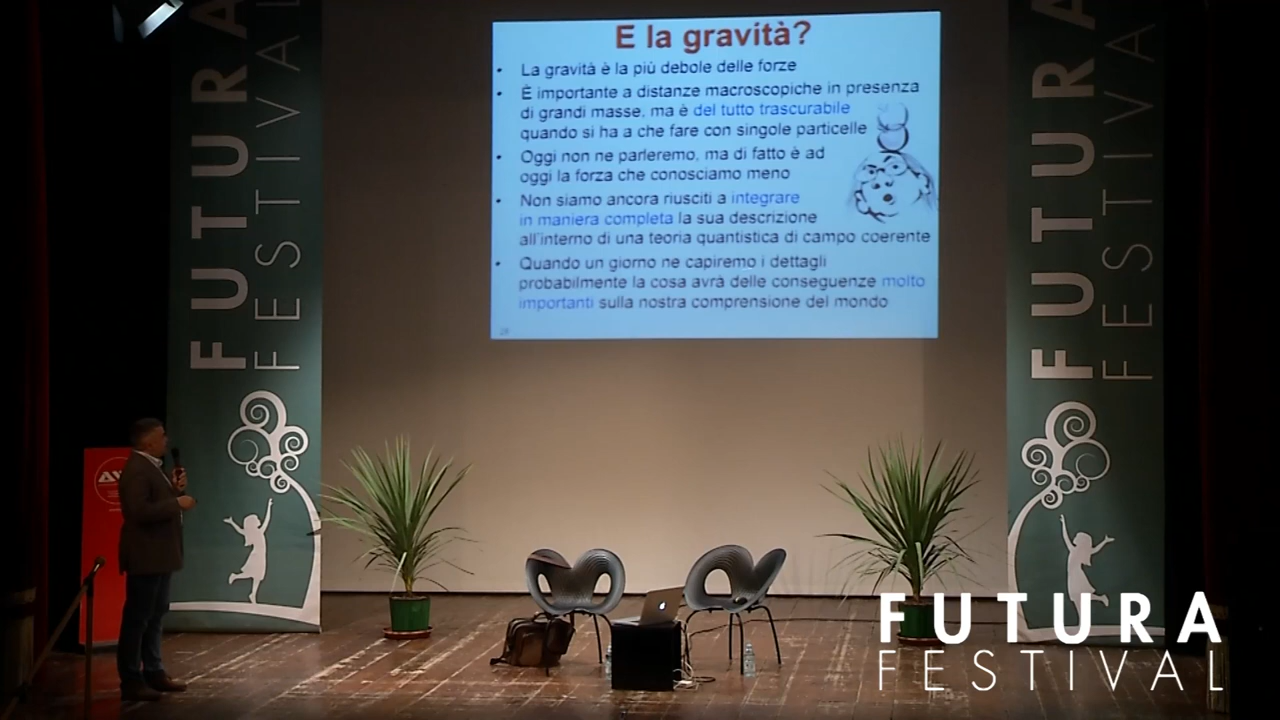 E la gravità?
• La gravità è la più debole delle forze
• È importante a distanze macroscopiche in presenza
di grandi masse, ma è del tutto trascurabile
quando si ha a che fare con singole particelle
• Oggi non ne parleremo, ma di fatto è ad
oggi la forza che conosciamo meno
• Non siamo ancora riusciti a integrare
in maniera completa la sua descrizione
all'interno di una teoria quantistica di campo coerente
• Quando un giorno ne capiremo i dettagli
probabilmente la cosa avrà delle conseguenze molto
importanti sulla nostra comprensione del mondo
FUTURA
FESTIVAL
FUTURA
FESTIVAL
FUTURA
FESTIVAL